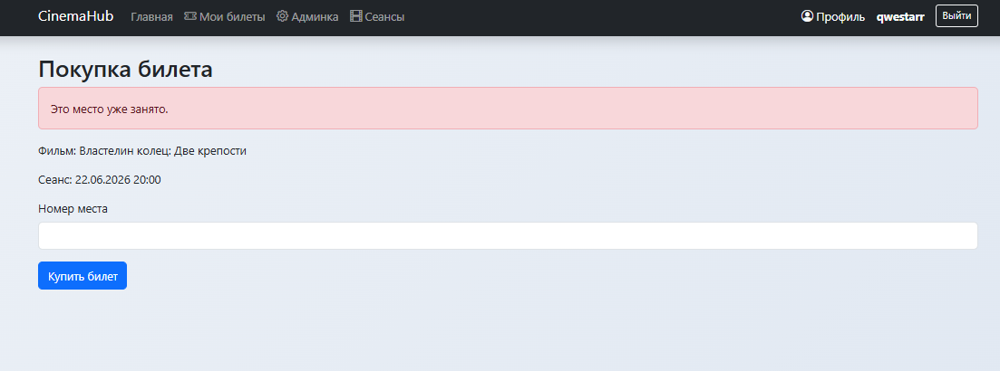 CinemaHub Главная Мои билеты Админка Сеансы Профиль qwestarr Выйти
Покупка билета
Это место уже занято.
Фильм: Властелин колец: Две крепости
Сеанс: 22.06.2026 20:00
Номер места
Купить билет